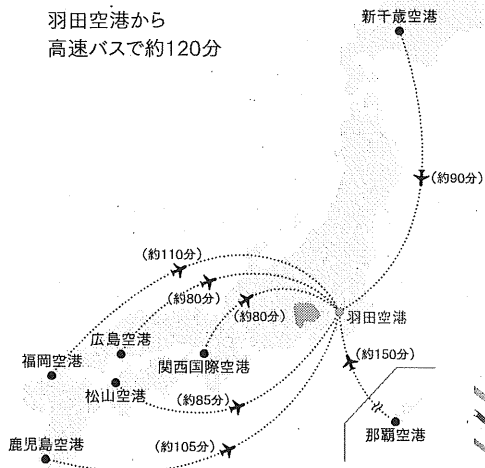 羽田空港から
高速バスで約120分
新千歳空港
(約90分)
(約110分)
(約80分)
(約80分)
羽田空港
広島空港
関西国際空港
(約150分)
福岡空港
松山空港
(約85分)
那覇空港
鹿児島空港
(約105分)